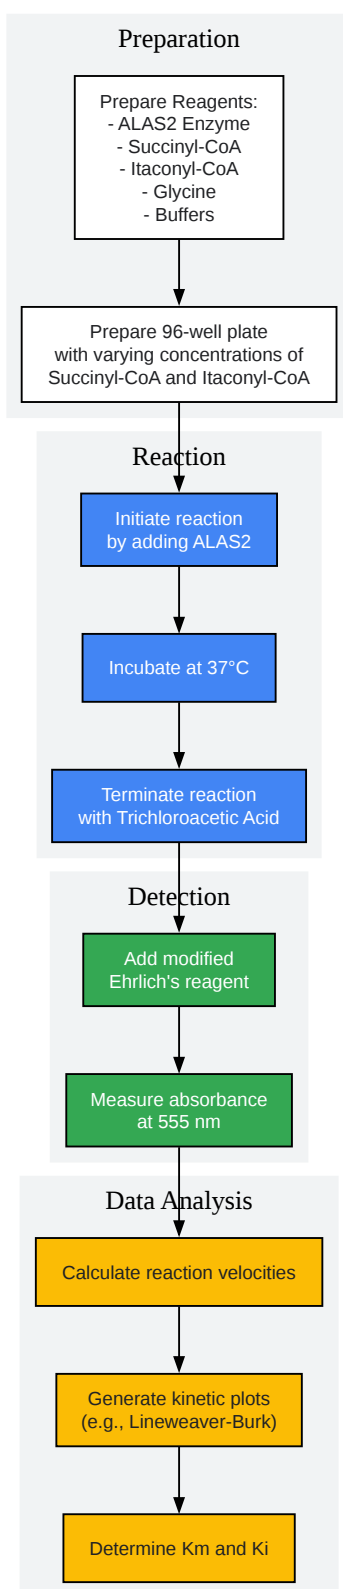 Preparation
Prepare Reagents:
- ALAS2 Enzyme
- Succinyl-CoA
- Itaconyl-CoA
- Glycine
- Buffers
Prepare 96-well plate
with varying concentrations of
Succinyl-CoA and Itaconyl-CoA
Reaction
Initiate reaction
by adding ALAS2
Incubate at 37°C
Terminate reaction
with Trichloroacetic Acid
Detection
Add modified
Ehrlich's reagent
Measure absorbance
at 555 nm
Data Analysis
Calculate reaction velocities
Generate kinetic plots
(e.g., Lineweaver-Burk)
Determine Km and Ki